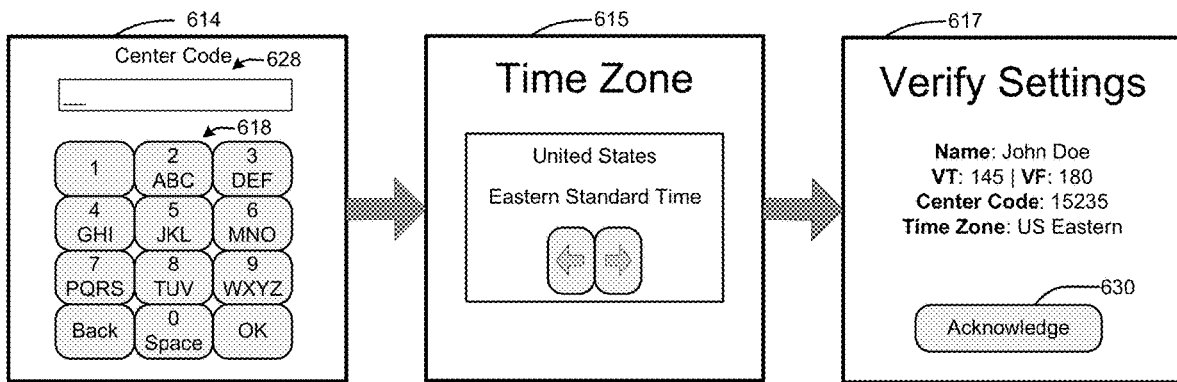 614
Center Code
628
618
1
2
ABC
3
DEF
4
GHI
5
JKL
6
MNO
7
PQRS
8
TUV
9
WXYZ
Back
0
Space
OK
615
Time Zone
United States
Eastern Standard Time
617
Verify Settings
Name: John Doe
VT: 145 | VF: 180
Center Code: 15235
Time Zone: US Eastern
630
Acknowledge